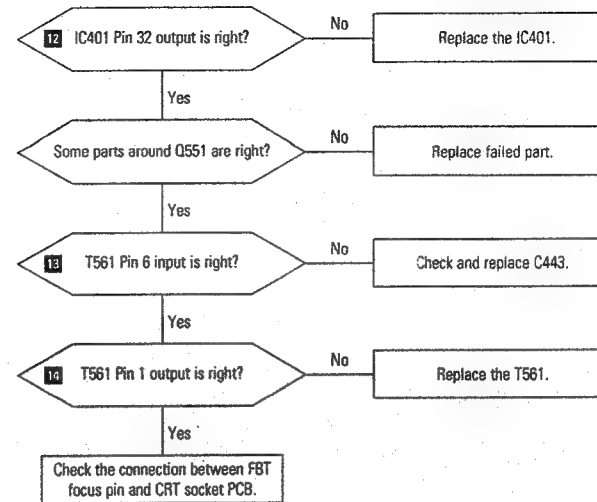 12 IC401 Pin 32 output is right?
No
Replace the IC401.
Yes
Some parts around Q551 are right?
No
Replace failed part.
Yes
13 T561 Pin 6 input is right?
No
Check and replace C443.
Yes
14 T561 Pin 1 output is right?
No
Replace the T561.
Yes
Check the connection between FBT
focus pin and CRT socket PCB.